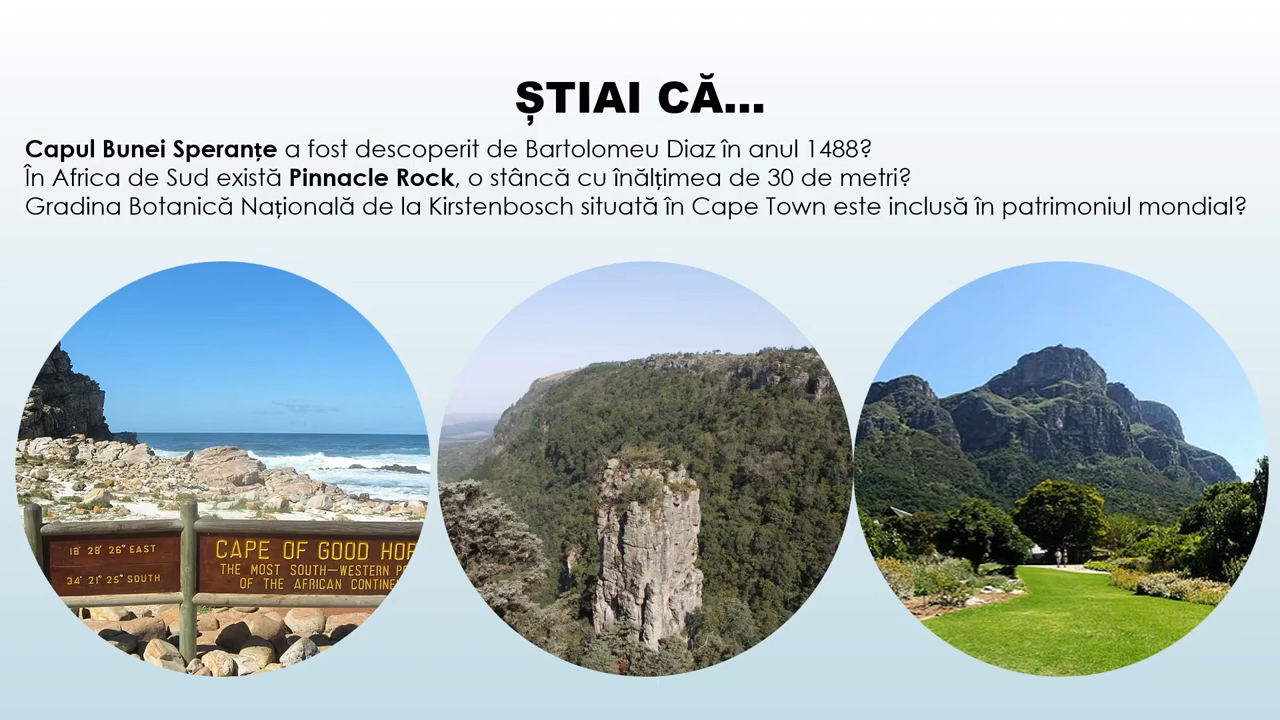 ȘTIAI CĂ...
Capul Bunei Speranțe a fost descoperit de Bartolomeu Diaz în anul 1488?
În Africa de Sud există Pinnacle Rock, o stâncă cu înălțimea de 30 de metri?
Gradina Botanică Națională de la Kirstenbosch situată în Cape Town este inclusă în patrimoniul mondial?
18° 28' 26" EAST
34° 21' 25" SOUTH
CAPE OF GOOD
THE MOST SOUTH-WESTERN
OF THE AFRICAN